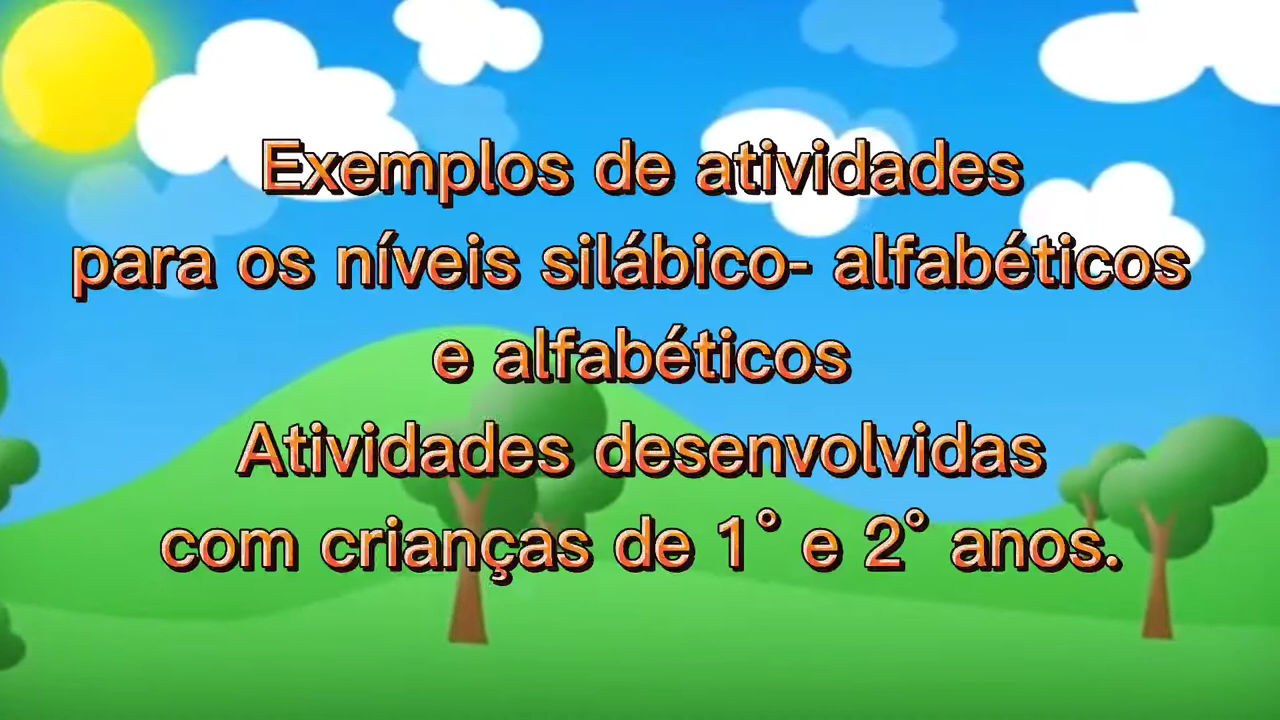 Exemplos de atividades
para os níveis silábico- alfabéticos
e alfabéticos
Atividades desenvolvidas
com crianças de 1° e 2° anos.